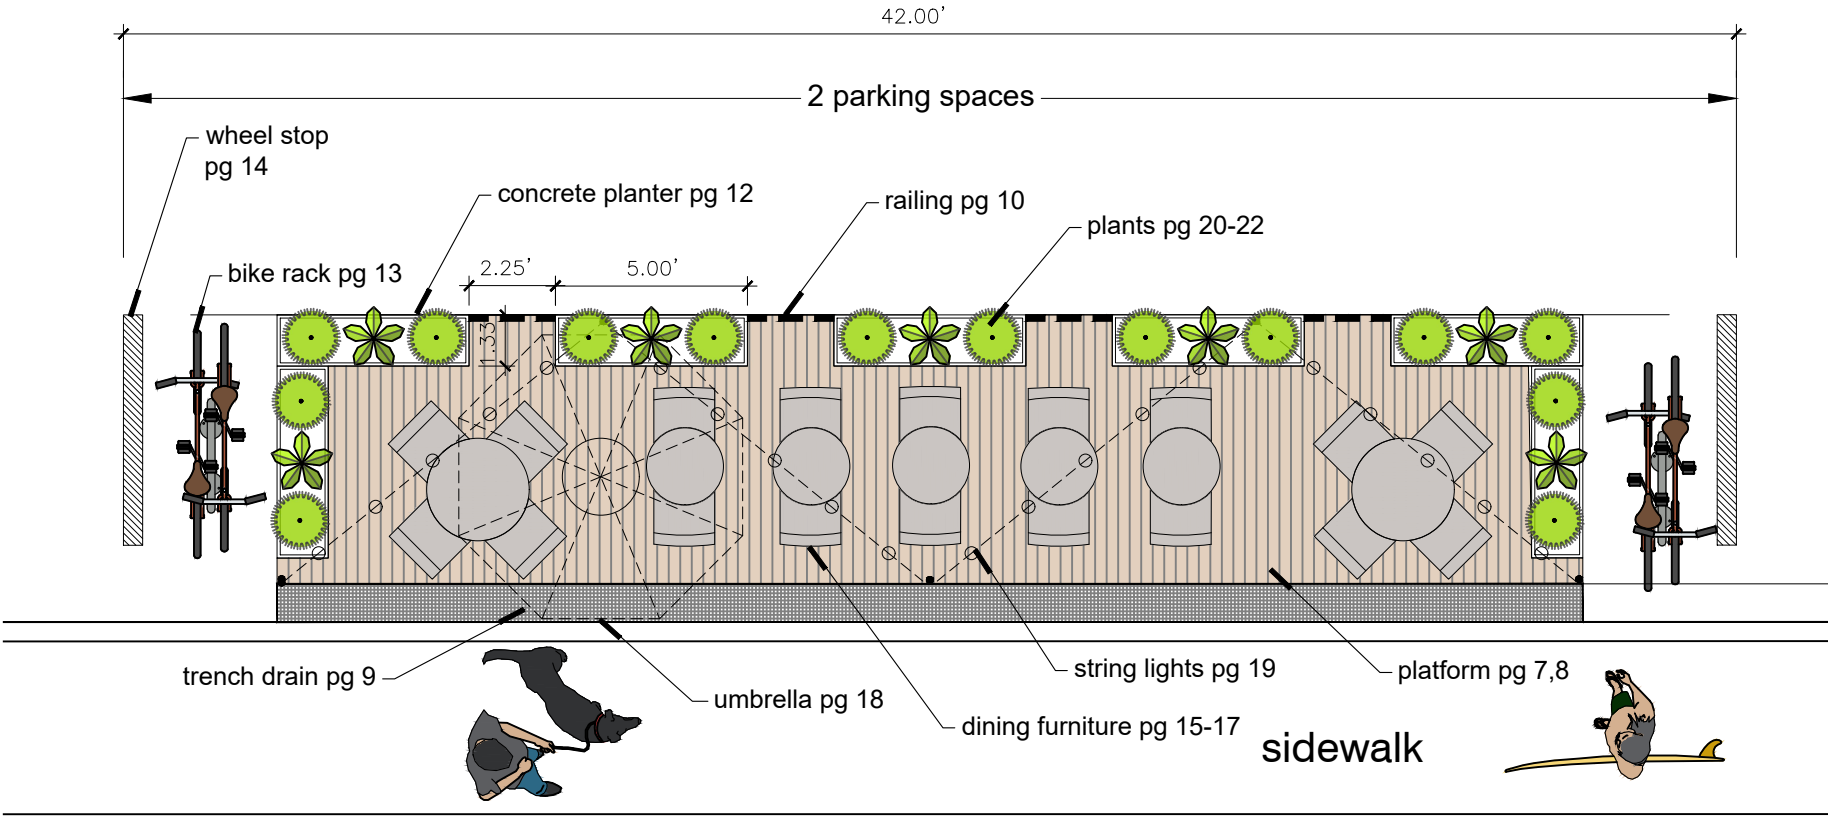 42.00'
2 parking spaces
wheel stop
pg 14
concrete planter pg 12
railing pg 10
plants pg 20-22
bike rack pg 13
2.25'
5.00'
1.33'
trench drain pg 9
umbrella pg 18
dining furniture pg 15-17
string lights pg 19
platform pg 7,8
sidewalk